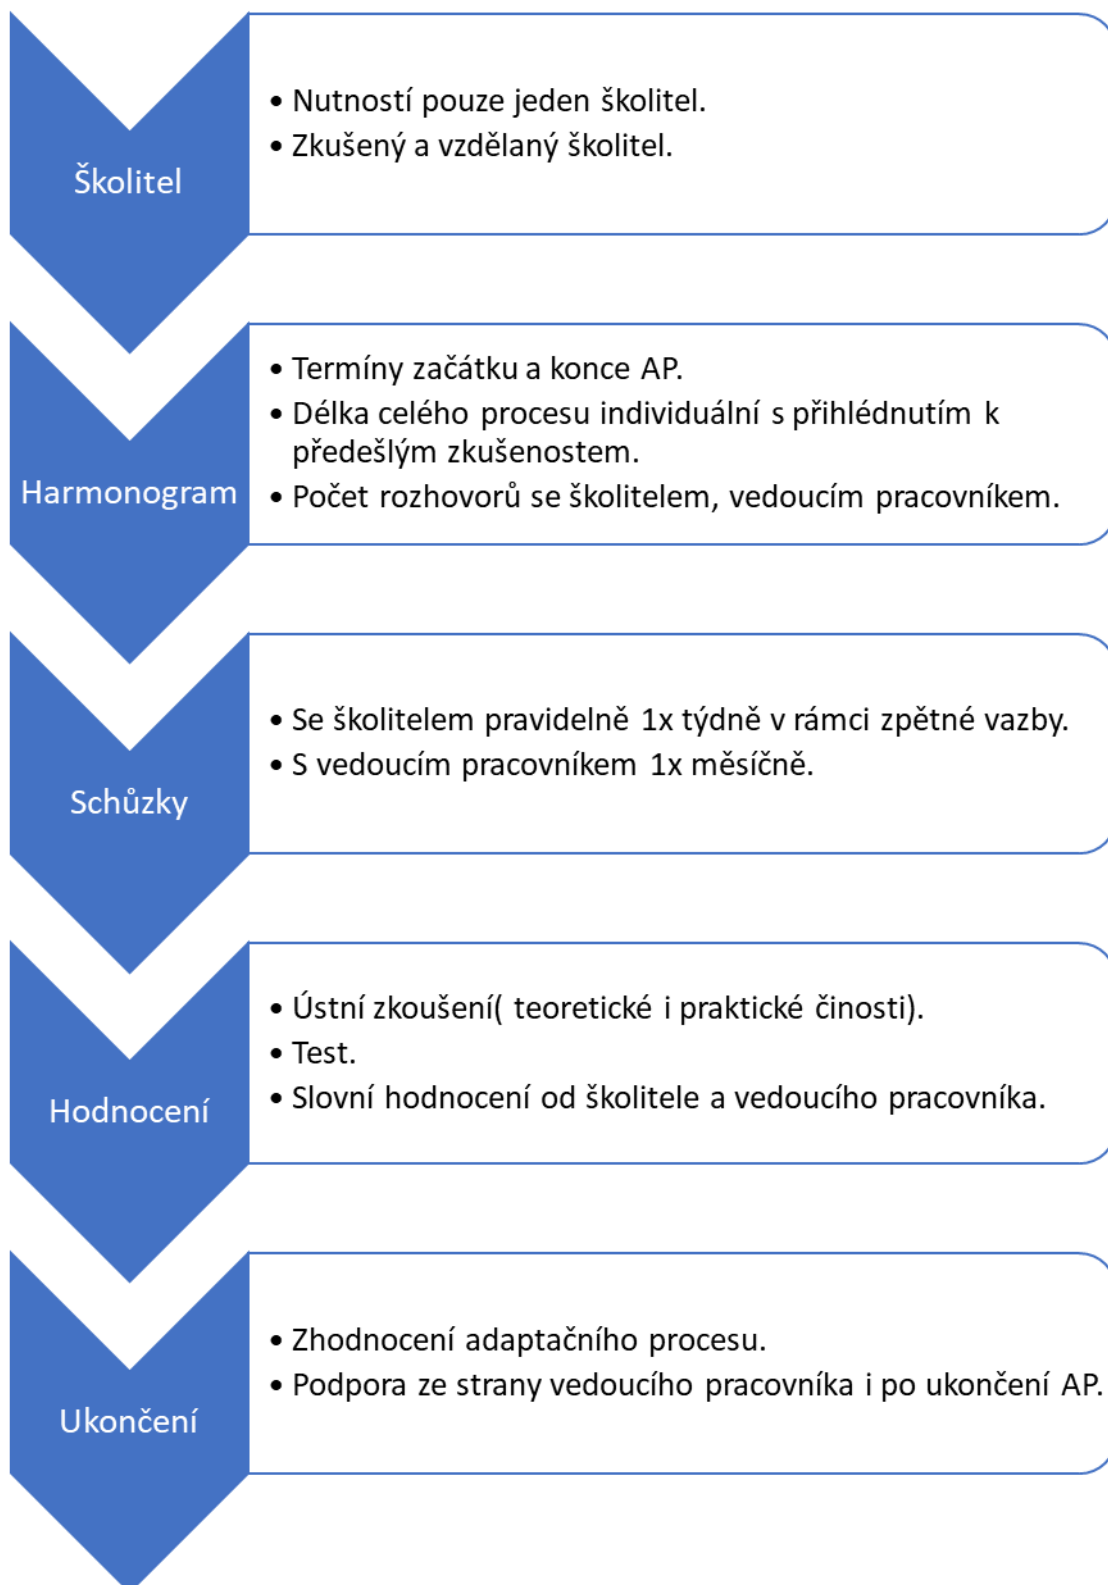 Školitel
• Nutností pouze jeden školitel.
• Zkušený a vzdělaný školitel.
Harmonogram
• Termíny začátku a konce AP.
• Délka celého procesu individuální s přihlédnutím k
předešlým zkušenostem.
• Počet rozhovorů se školitelem, vedoucím pracovníkem.
Schůzky
• Se školitelem pravidelně 1x týdně v rámci zpětné vazby.
• S vedoucím pracovníkem 1x měsíčně.
Hodnocení
• Ústní zkoušení( teoretické i praktické činosti).
• Test.
• Slovní hodnocení od školitele a vedoucího pracovníka.
Ukončení
• Zhodnocení adaptačního procesu.
• Podpora ze strany vedoucího pracovníka i po ukončení AP.